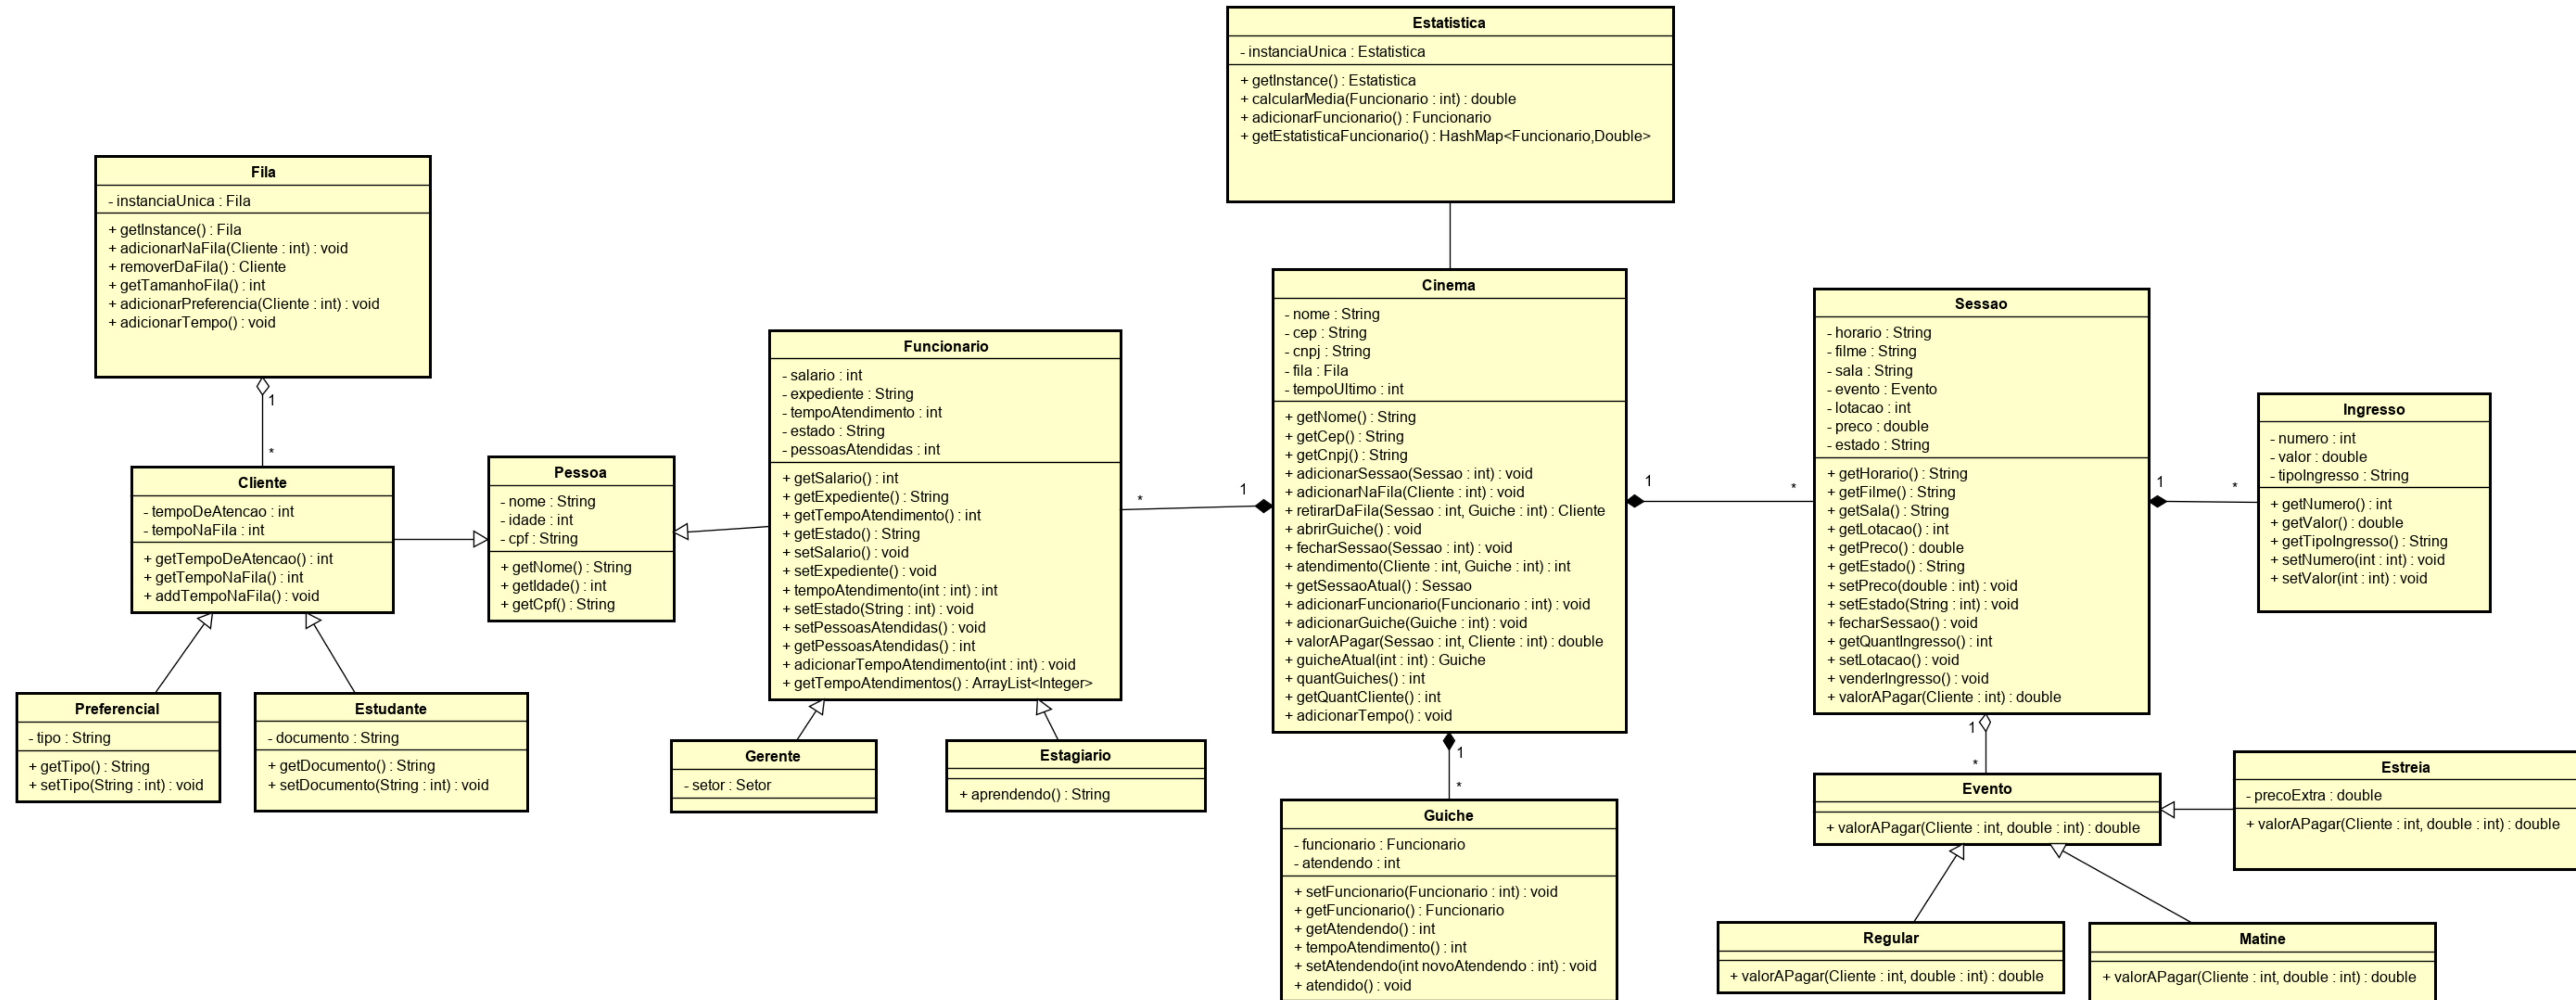 Estatistica
- instanciaUnica : Estatistica
+ getInstance() : Estatistica
+ calcularMedia(Funcionario : int) : double
+ adicionarFuncionario() : Funcionario
+ getEstatisticaFuncionario() : HashMap<Funcionario,Double>
Fila
- instanciaUnica : Fila
+ getInstance() : Fila
+ adicionarNaFila(Cliente : int) : void
+ removerDaFila() : Cliente
+ getTamanhoFila() : int
+ adicionarPreferencia(Cliente : int) : void
+ adicionarTempo() : void
1
*
Cliente
- tempoDeAtencao : int
- tempoNaFila : int
+ getTempoDeAtencao() : int
+ getTempoNaFila() : int
+ addTempoNaFila() : void
Pessoa
- nome : String
- idade : int
- cpf : String
+ getNome() : String
+ getIdade() : int
+ getCpf() : String
Preferencial
- tipo : String
+ getTipo() : String
+ setTipo(String : int) : void
Estudante
- documento : String
+ getDocumento() : String
+ setDocumento(String : int) : void
Funcionario
- salario : int
- expediente : String
- tempoAtendimento : int
- estado : String
- pessoasAtendidas : int
+ getSalario() : int
+ getExpediente() : String
+ getTempoAtendimento() : int
+ getEstado() : String
+ setSalario() : void
+ setExpediente() : void
+ tempoAtendimento(int : int) : int
+ setEstado(String : int) : void
+ setPessoasAtendidas() : void
+ getPessoasAtendidas() : int
+ adicionarTempoAtendimento(int : int) : void
+ getTempoAtendimentos() : ArrayList<Integer>
*
1
Gerente
- setor : Setor
Estagiario
+ aprendendo() : String
Cinema
- nome : String
- cep : String
- cnpj : String
- fila : Fila
- tempoUltimo : int
+ getNome() : String
+ getCep() : String
+ getCnpj() : String
+ adicionarSessao(Sessao : int) : void
+ adicionarNaFila(Cliente : int) : void
+ retirarDaFila(Sessao : int, Guiche : int) : Cliente
+ abrirGuiche() : void
+ fecharSessao(Sessao : int) : void
+ atendimento(Cliente : int, Guiche : int) : int
+ getSessaoAtual() : Sessao
+ adicionarFuncionario(Funcionario : int) : void
+ adicionarGuiche(Guiche : int) : void
+ valorAPagar(Sessao : int, Cliente : int) : double
+ guicheAtual(int : int) : Guiche
+ quantGuiches() : int
+ getQuantCliente() : int
+ adicionarTempo() : void
1
*
1
*
Guiche
- funcionario : Funcionario
- atendendo : int
+ setFuncionario(Funcionario : int) : void
+ getFuncionario() : Funcionario
+ getAtendendo() : int
+ tempoAtendimento() : int
+ setAtendendo(int novoAtendendo : int) : void
+ atendido() : void
Sessao
- horario : String
- filme : String
- sala : String
- evento : Evento
- lotacao : int
- preco : double
- estado : String
+ getHorario() : String
+ getFilme() : String
+ getSala() : String
+ getLotacao() : int
+ getPreco() : double
+ getEstado() : String
+ setPreco(double : int) : void
+ setEstado(String : int) : void
+ fecharSessao() : void
+ getQuantIngresso() : int
+ setLotacao() : void
+ venderIngresso() : void
+ valorAPagar(Cliente : int) : double
1
*
Ingresso
- numero : int
- valor : double
- tipoIngresso : String
+ getNumero() : int
+ getValor() : double
+ getTipoIngresso() : String
+ setNumero(int : int) : void
+ setValor(int : int) : void
1
*
Evento
+ valorAPagar(Cliente : int, double : int) : double
Estreia
- precoExtra : double
+ valorAPagar(Cliente : int, double : int) : double
Regular
+ valorAPagar(Cliente : int, double : int) : double
Matine
+ valorAPagar(Cliente : int, double : int) : double